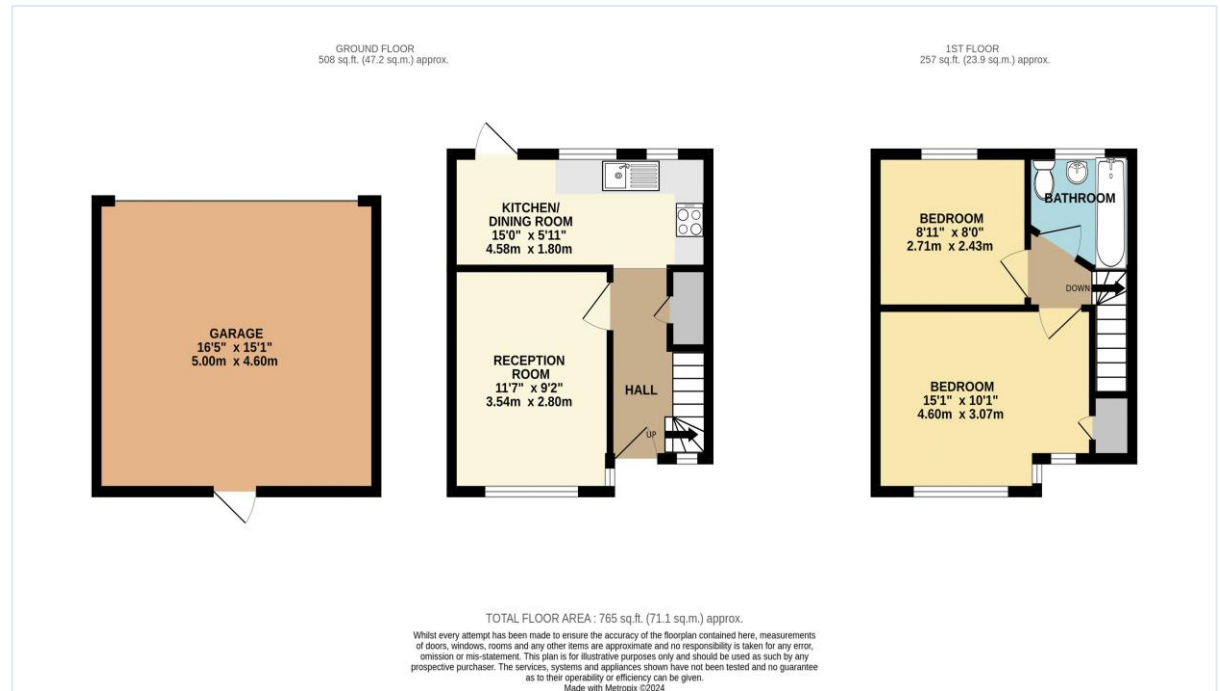 GROUND FLOOR
508 sq.ft. (47.2 sq.m.) approx.
1ST FLOOR
257 sq.ft. (23.9 sq.m.) approx.
GARAGE
16'5" x 15'1"
5.00m x 4.60m
KITCHEN/
DINING ROOM
15'0" x 5'11"
4.58m x 1.80m
RECEPTION
ROOM
11'7" x 9'2"
3.54m x 2.80m
HALL
UP
BEDROOM
8'11" x 8'0"
2.71m x 2.43m
BATHROOM
DOWN
BEDROOM
15'1" x 10'1"
4.60m x 3.07m
TOTAL FLOOR AREA : 765 sq.ft. (71.1 sq.m.) approx.
Whilst every attempt has been made to ensure the accuracy of the floorplan contained here, measurements
of doors, windows, rooms and any other items are approximate and no responsibility is taken for any error,
omission or mis-statement. This plan is for illustrative purposes only and should be used as such by any
prospective purchaser. The services, systems and appliances shown have not been tested and no guarantee
as to their operability or efficiency can be given.
Made with Metropix ©2024